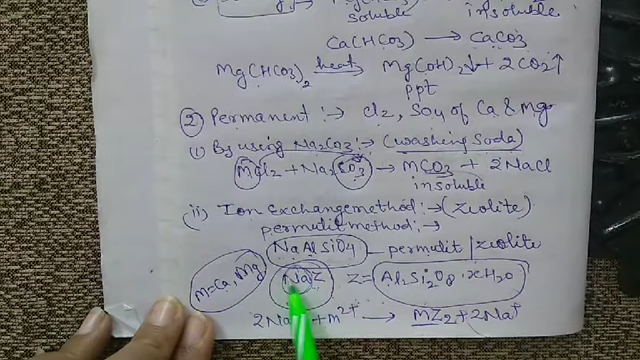 soluble insoluble
Ca(HCO3) → CaCO3
Mg(HCO3)2 heat→ Mg(OH)2↓ + 2CO2↑
ppt
② Permanent :→ Cl2, SO4 of Ca & Mg
(i) By using Na2CO3 :→ (washing Soda)
MCl2 + Na2CO3 → MCO3 + 2NaCl
insoluble
(ii) Ion Exchange method :→ (zeolite)
permutit method :→
NaAlSiO4 - permutit / zeolite
M=Ca, Mg NaZ Z= Al2Si2O8·xH2O
+ m2+ → MZ2 + 2Na+